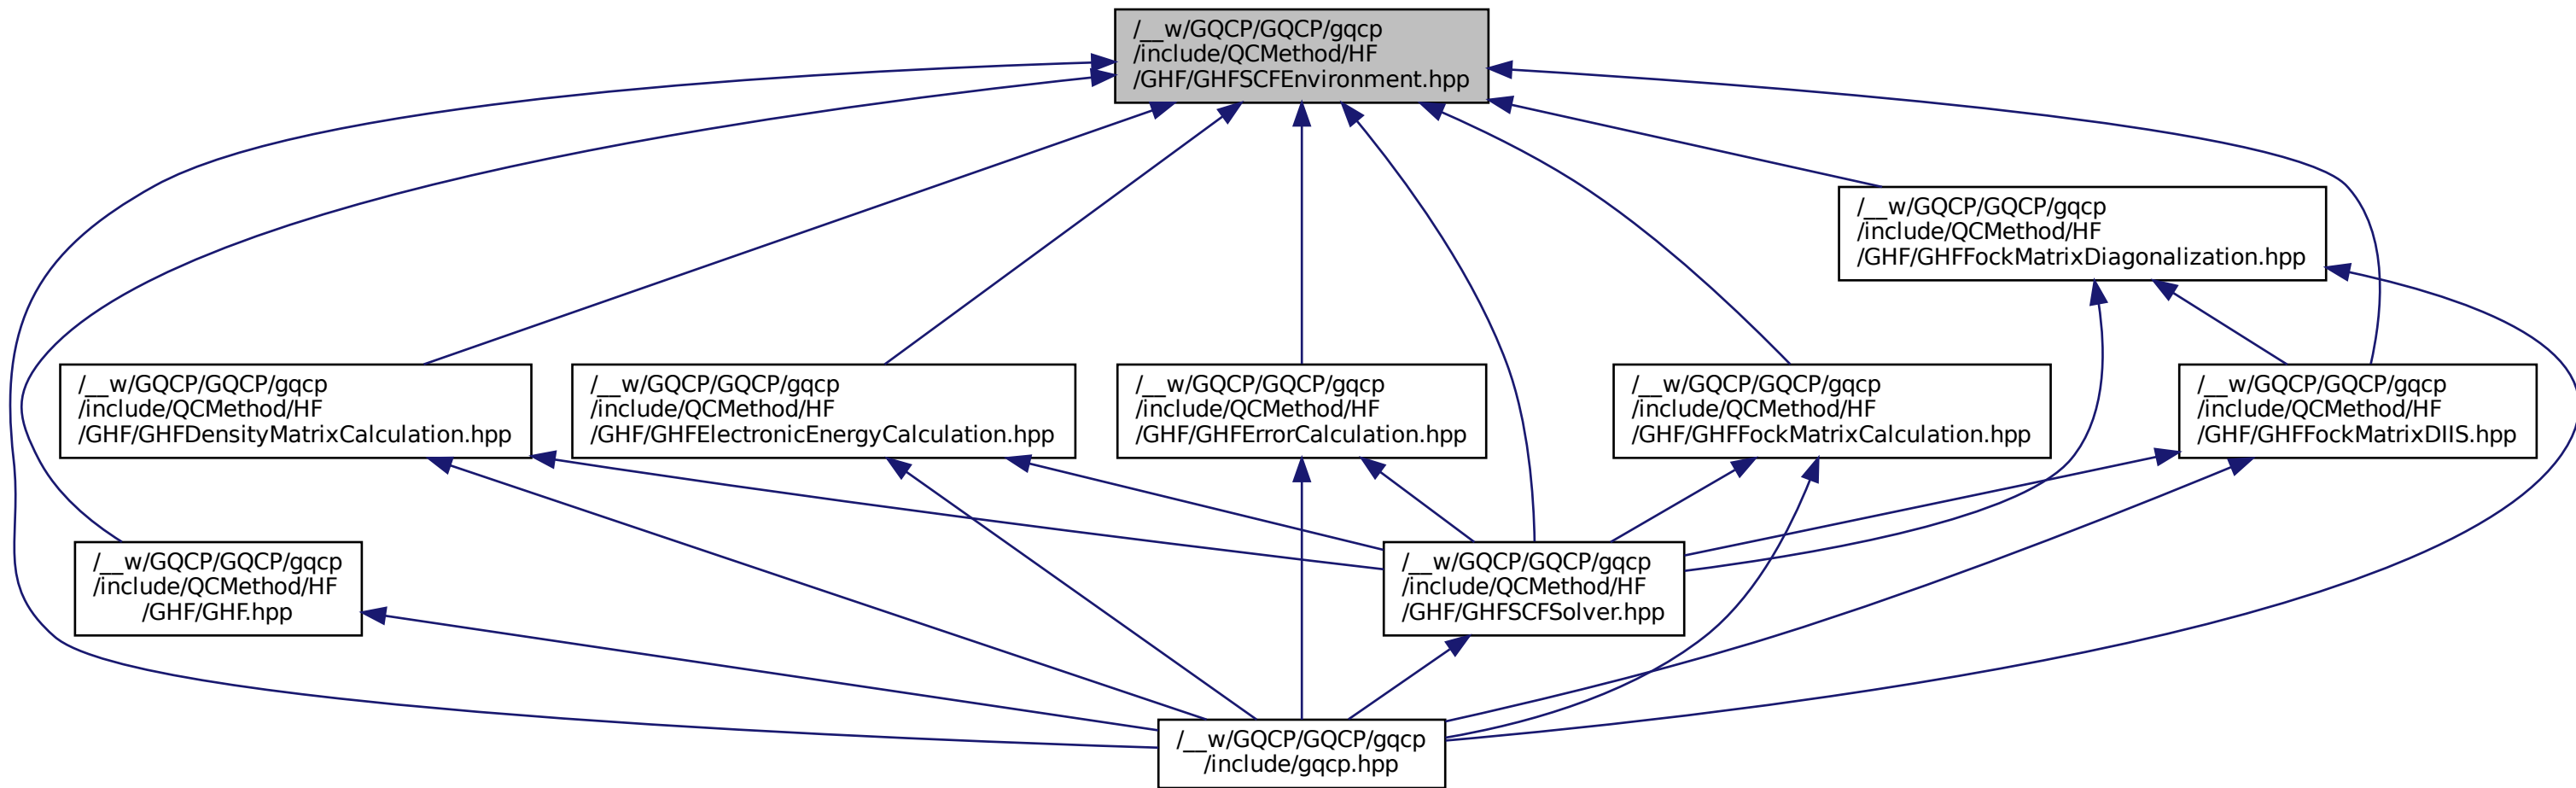 /__w/GQCP/GQCP/gqcp
/include/QCMethod/HF
/GHF/GHFSCFEnvironment.hpp
/__w/GQCP/GQCP/gqcp
/include/QCMethod/HF
/GHF/GHFFockMatrixDiagonalization.hpp
/__w/GQCP/GQCP/gqcp
/include/QCMethod/HF
/GHF/GHFDensityMatrixCalculation.hpp
/__w/GQCP/GQCP/gqcp
/include/QCMethod/HF
/GHF/GHFElectronicEnergyCalculation.hpp
/__w/GQCP/GQCP/gqcp
/include/QCMethod/HF
/GHF/GHFErrorCalculation.hpp
/__w/GQCP/GQCP/gqcp
/include/QCMethod/HF
/GHF/GHFFockMatrixCalculation.hpp
/__w/GQCP/GQCP/gqcp
/include/QCMethod/HF
/GHF/GHFFockMatrixDIIS.hpp
/__w/GQCP/GQCP/gqcp
/include/QCMethod/HF
/GHF/GHF.hpp
/__w/GQCP/GQCP/gqcp
/include/QCMethod/HF
/GHF/GHFSCFSolver.hpp
/__w/GQCP/GQCP/gqcp
/include/gqcp.hpp